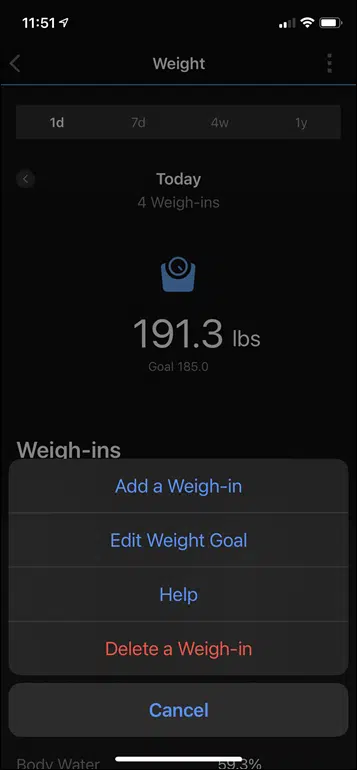 11:51
Weight
1d 7d 4w 1y
Today
4 Weigh-ins
191.3 lbs
Goal 185.0
Weigh-ins
Add a Weigh-in
Edit Weight Goal
Help
Delete a Weigh-in
Cancel
Body Water 59.3%